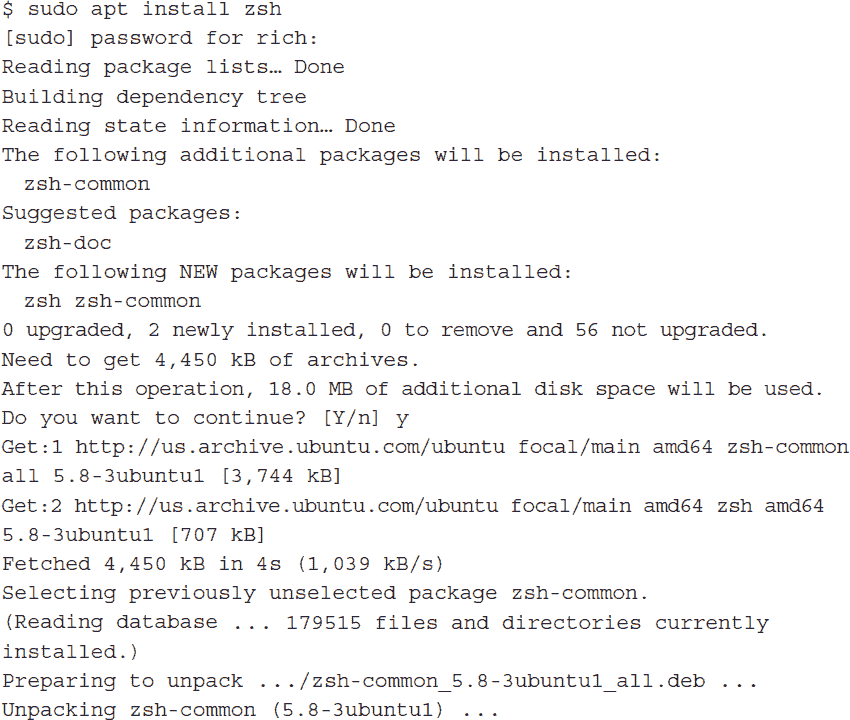 $ sudo apt install zsh
[sudo] password for rich:
Reading package lists… Done
Building dependency tree
Reading state information… Done
The following additional packages will be installed:
  zsh-common
Suggested packages:
  zsh-doc
The following NEW packages will be installed:
  zsh zsh-common
0 upgraded, 2 newly installed, 0 to remove and 56 not upgraded.
Need to get 4,450 kB of archives.
After this operation, 18.0 MB of additional disk space will be used.
Do you want to continue? [Y/n] y
Get:1 http://us.archive.ubuntu.com/ubuntu focal/main amd64 zsh-common
all 5.8-3ubuntu1 [3,744 kB]
Get:2 http://us.archive.ubuntu.com/ubuntu focal/main amd64 zsh amd64
5.8-3ubuntu1 [707 kB]
Fetched 4,450 kB in 4s (1,039 kB/s)
Selecting previously unselected package zsh-common.
(Reading database ... 179515 files and directories currently
installed.)
Preparing to unpack .../zsh-common_5.8-3ubuntu1_all.deb ...
Unpacking zsh-common (5.8-3ubuntu1) ...